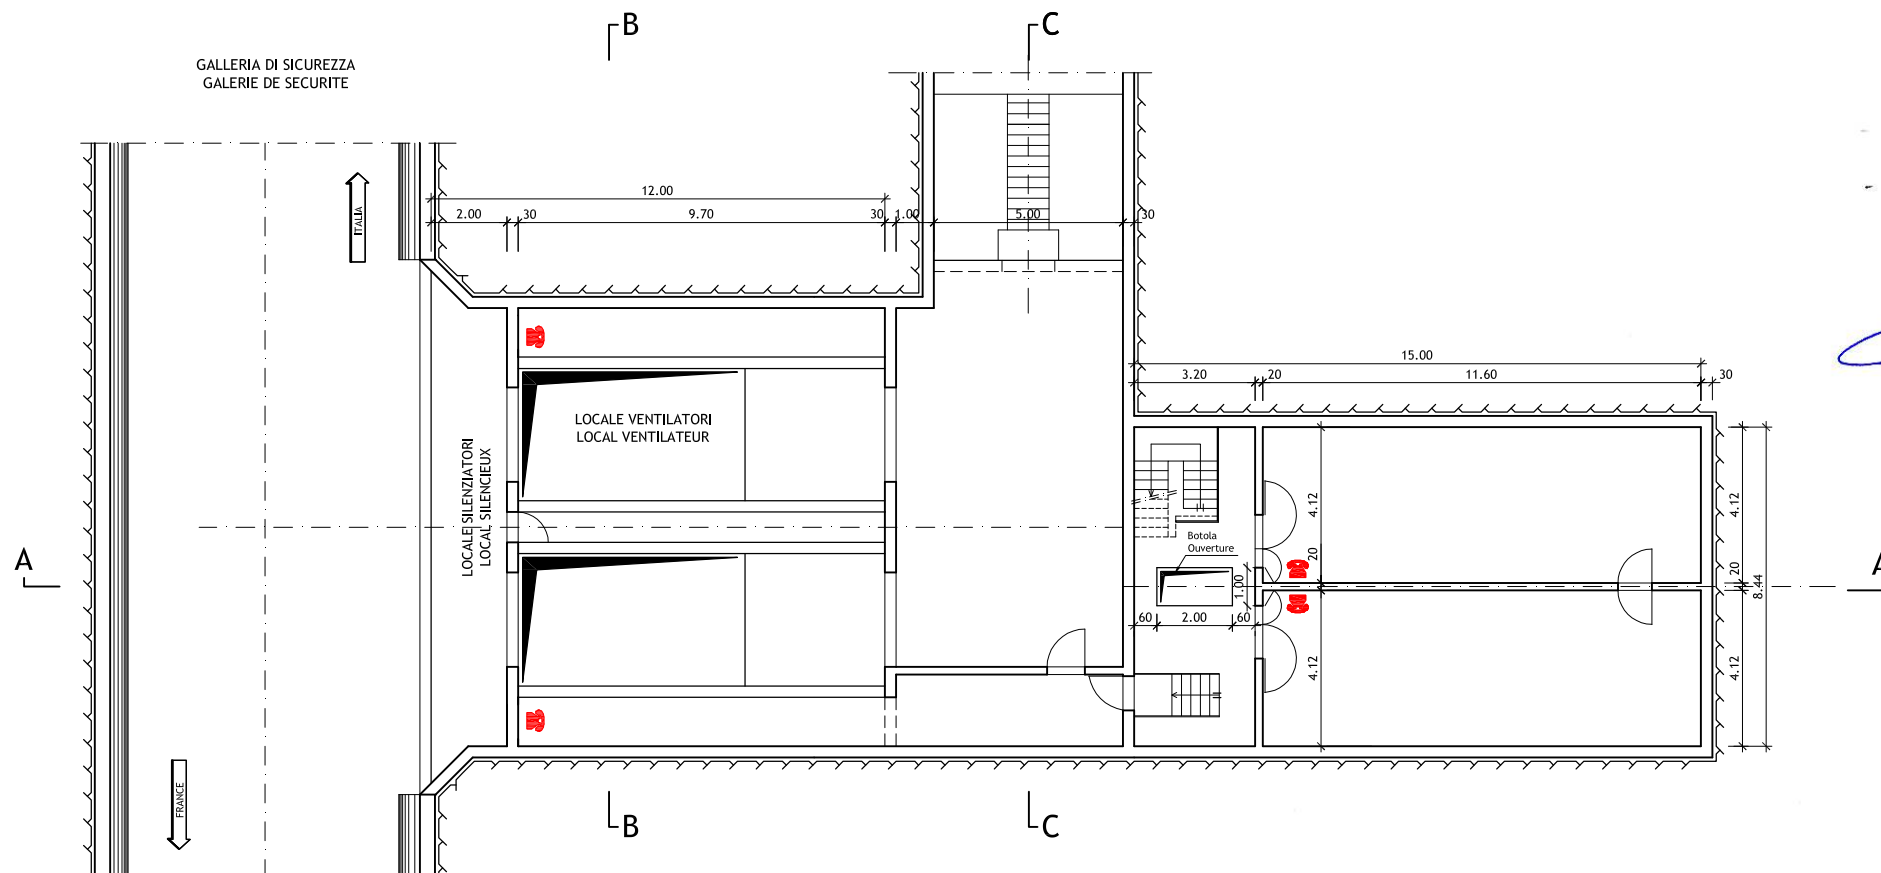 B
C
GALLERIA DI SICUREZZA
GALERIE DE SECURITE
12.00
2.00
30
9.70
30
1.00
5.00
30
ITALIA
15.00
3.20
20
11.60
30
LOCALE VENTILATORI
LOCAL VENTILATEUR
LOCALE SILENZIATORI
LOCAL SILENCIEUX
Botola
Ouverture
4.12
20
4.12
4.12
20
4.12
8.44
1.00
60
2.00
60
A
A
FRANCE
B
C